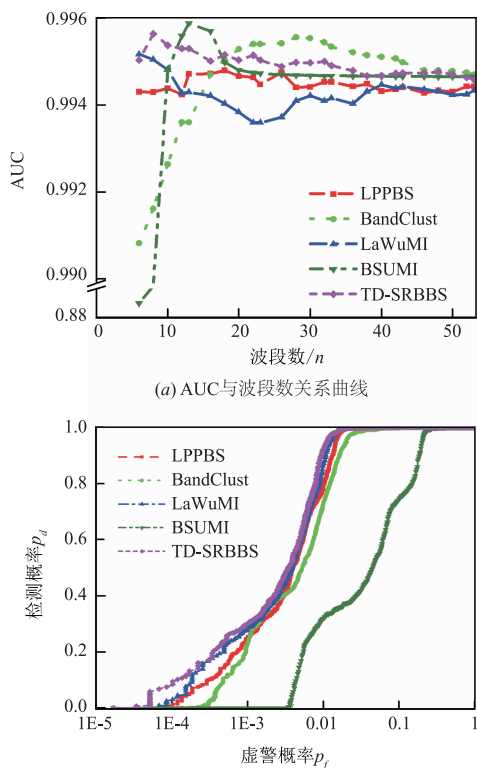 0.996
0.994
0.992
0.990
0.88
AUC
LPPBS
BandClust
LaWuMI
BSUMI
TD-SRBBS
0 10 20 30 40 50
波段数/n
(a) AUC与波段数关系曲线
1.0
0.8
0.6
0.4
0.2
0.0
检测概率p_d
LPPBS
BandClust
LaWuMI
BSUMI
TD-SRBBS
1E-5 1E-4 1E-3 0.01 0.1 1
虚警概率p_f